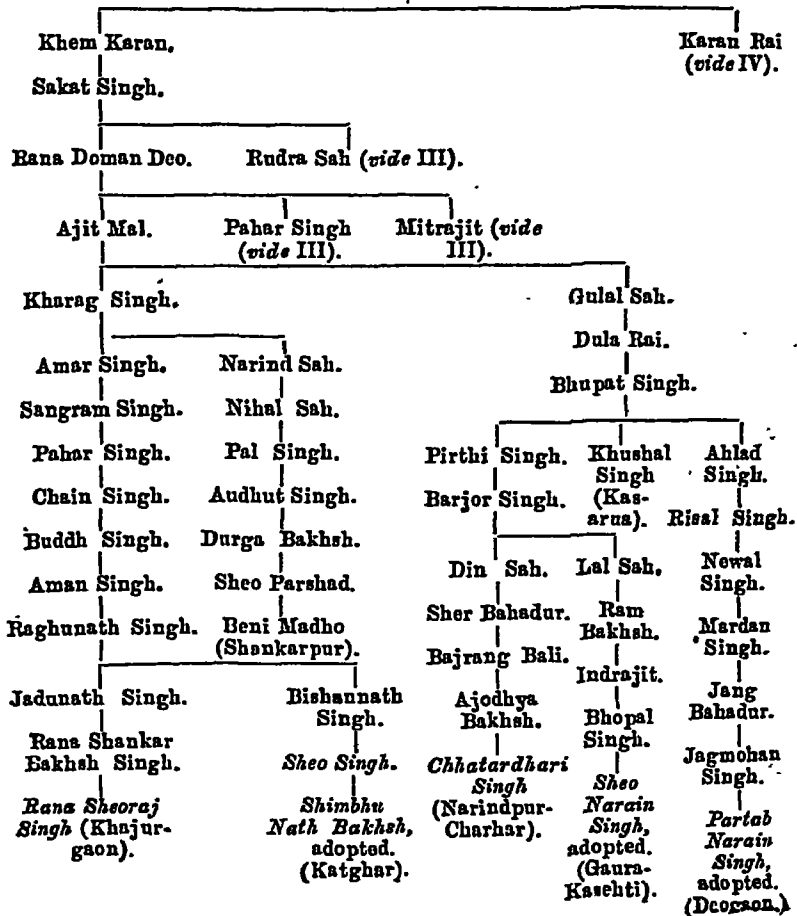 Khem Karan.
Karan Rai
(vide IV).
Sakat Singh.
Rana Doman Deo.
Rudra Sah (vide III).
Ajit Mal.
Pahar Singh
(vide III).
Mitrajit (vide
III).
Kharag Singh.
Gulal Sah.
Dula Rai.
Bhupat Singh.
Amar Singh.
Narind Sah.
Sangram Singh.
Nihal Sah.
Pahar Singh.
Pal Singh.
Chain Singh.
Audhut Singh.
Buddh Singh.
Durga Bakhsh.
Aman Singh.
Sheo Parshad.
Raghunath Singh.
Beni Madho
(Shankarpur).
Jadunath Singh.
Bishannath
Singh.
Rana Shankar
Bakhsh Singh.
Sheo Singh.
Rana Sheoraj
Singh (Khajur-
gaon).
Shimbhu
Nath Bakhsh,
adopted.
(Katghar).
Pirthi Singh.
Barjor Singh.
Khushal
Singh
(Kas-
arua).
Ahlad
Singh.
Risal Singh.
Din Sah.
Lal Sah.
Newal
Singh.
Sher Bahadur.
Ram
Bakhsh.
Mardan
Singh.
Bajrang Bali.
Indrajit.
Jang
Bahadur.
Ajodhya
Bakhsh.
Bhopal
Singh.
Jagmohan
Singh.
Chhatardhari
Singh
(Narindpur-
Charhar).
Sheo
Narain
Singh,
adopted.
(Gaura-
Kasehti).
Partab
Narain
Singh,
adopted.
(Deogaon.)